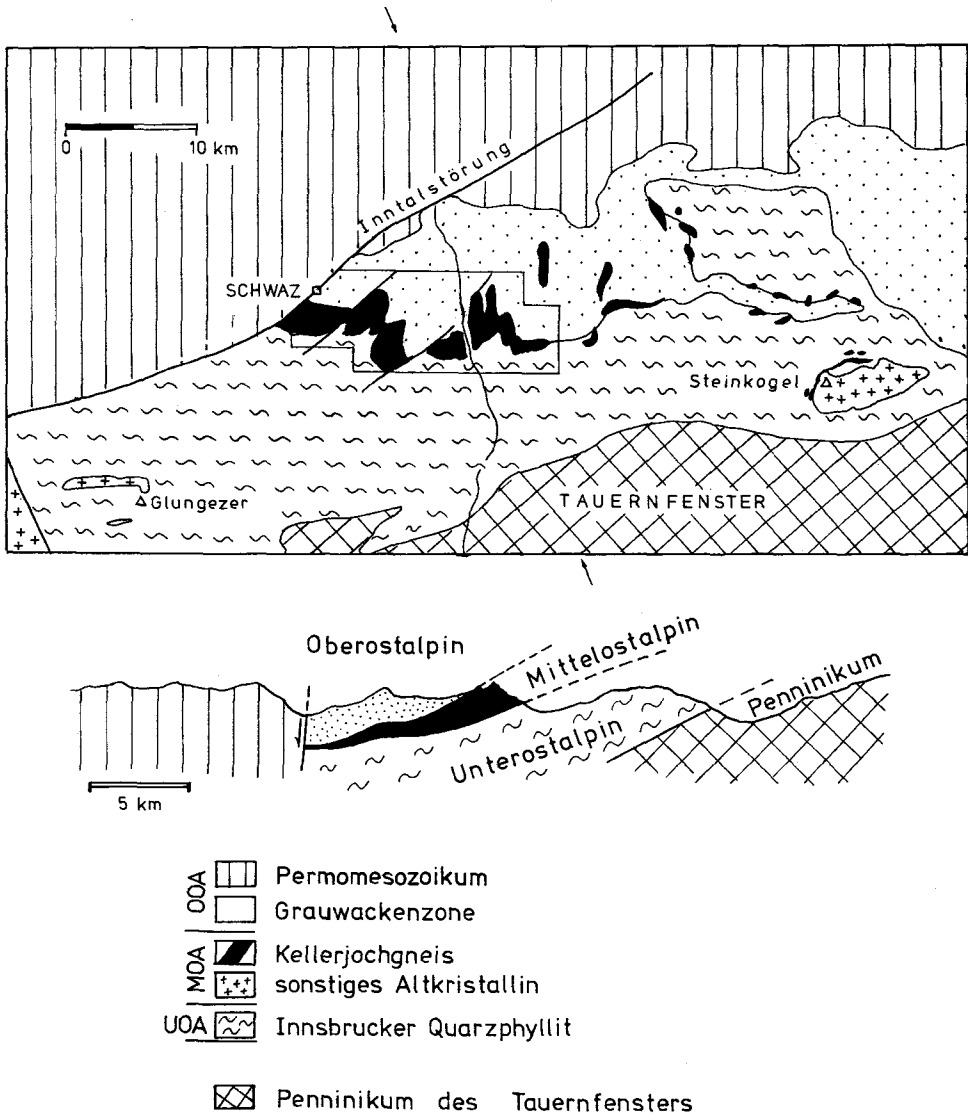 0 10 km
Inntalstörung
SCHWAZ
Steinkogel
Glungezer
TAUERNFENSTER
Oberostalpin
Mittelostalpin
Penninikum
Unterostalpin
5 km
OOA
Permomesozoikum
Grauwackenzone
MOA
Kellerjochgneis
sonstiges Altkristallin
UOA
Innsbrucker Quarzphyllit
Penninikum des Tauernfensters